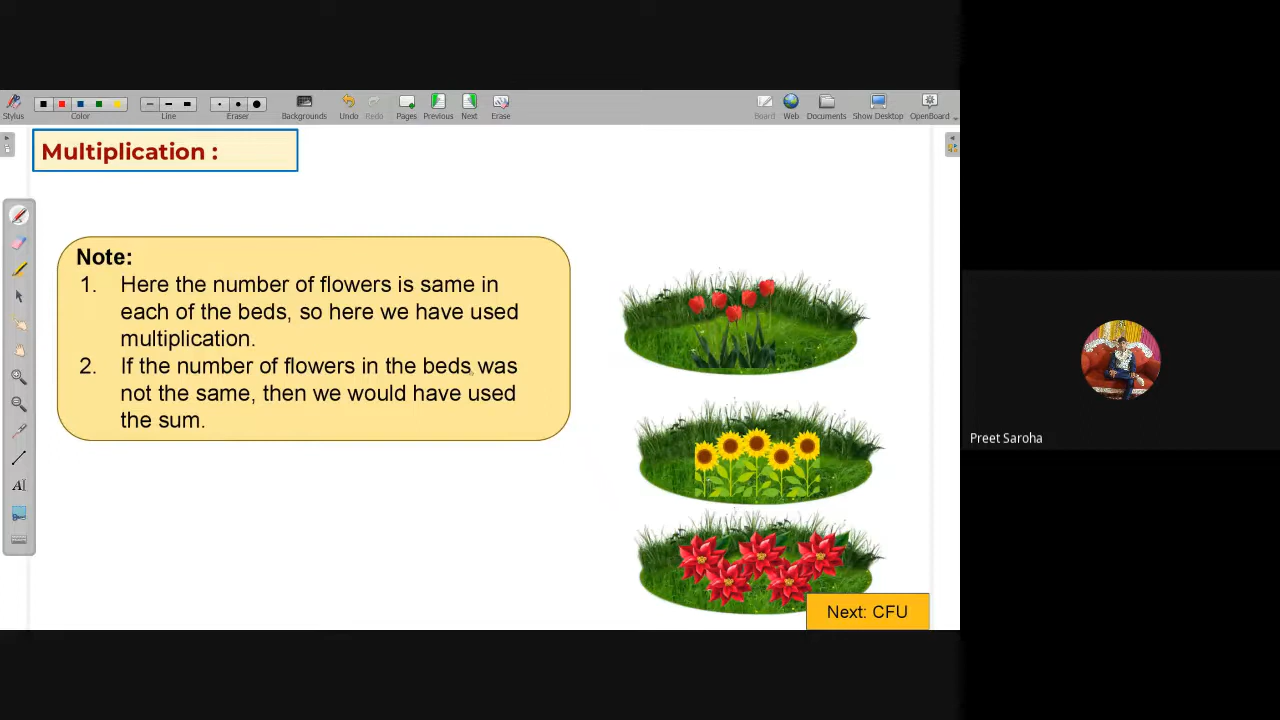 Stylus
Color
Line
Eraser
Backgrounds
Undo
Redo
Pages
Previous
Next
Erase
Board
Web
Documents
Show Desktop
OpenBoard
Multiplication :
Note:
1. Here the number of flowers is same in
each of the beds, so here we have used
multiplication.
2. If the number of flowers in the beds was
not the same, then we would have used
the sum.
Next: CFU
Preet Saroha